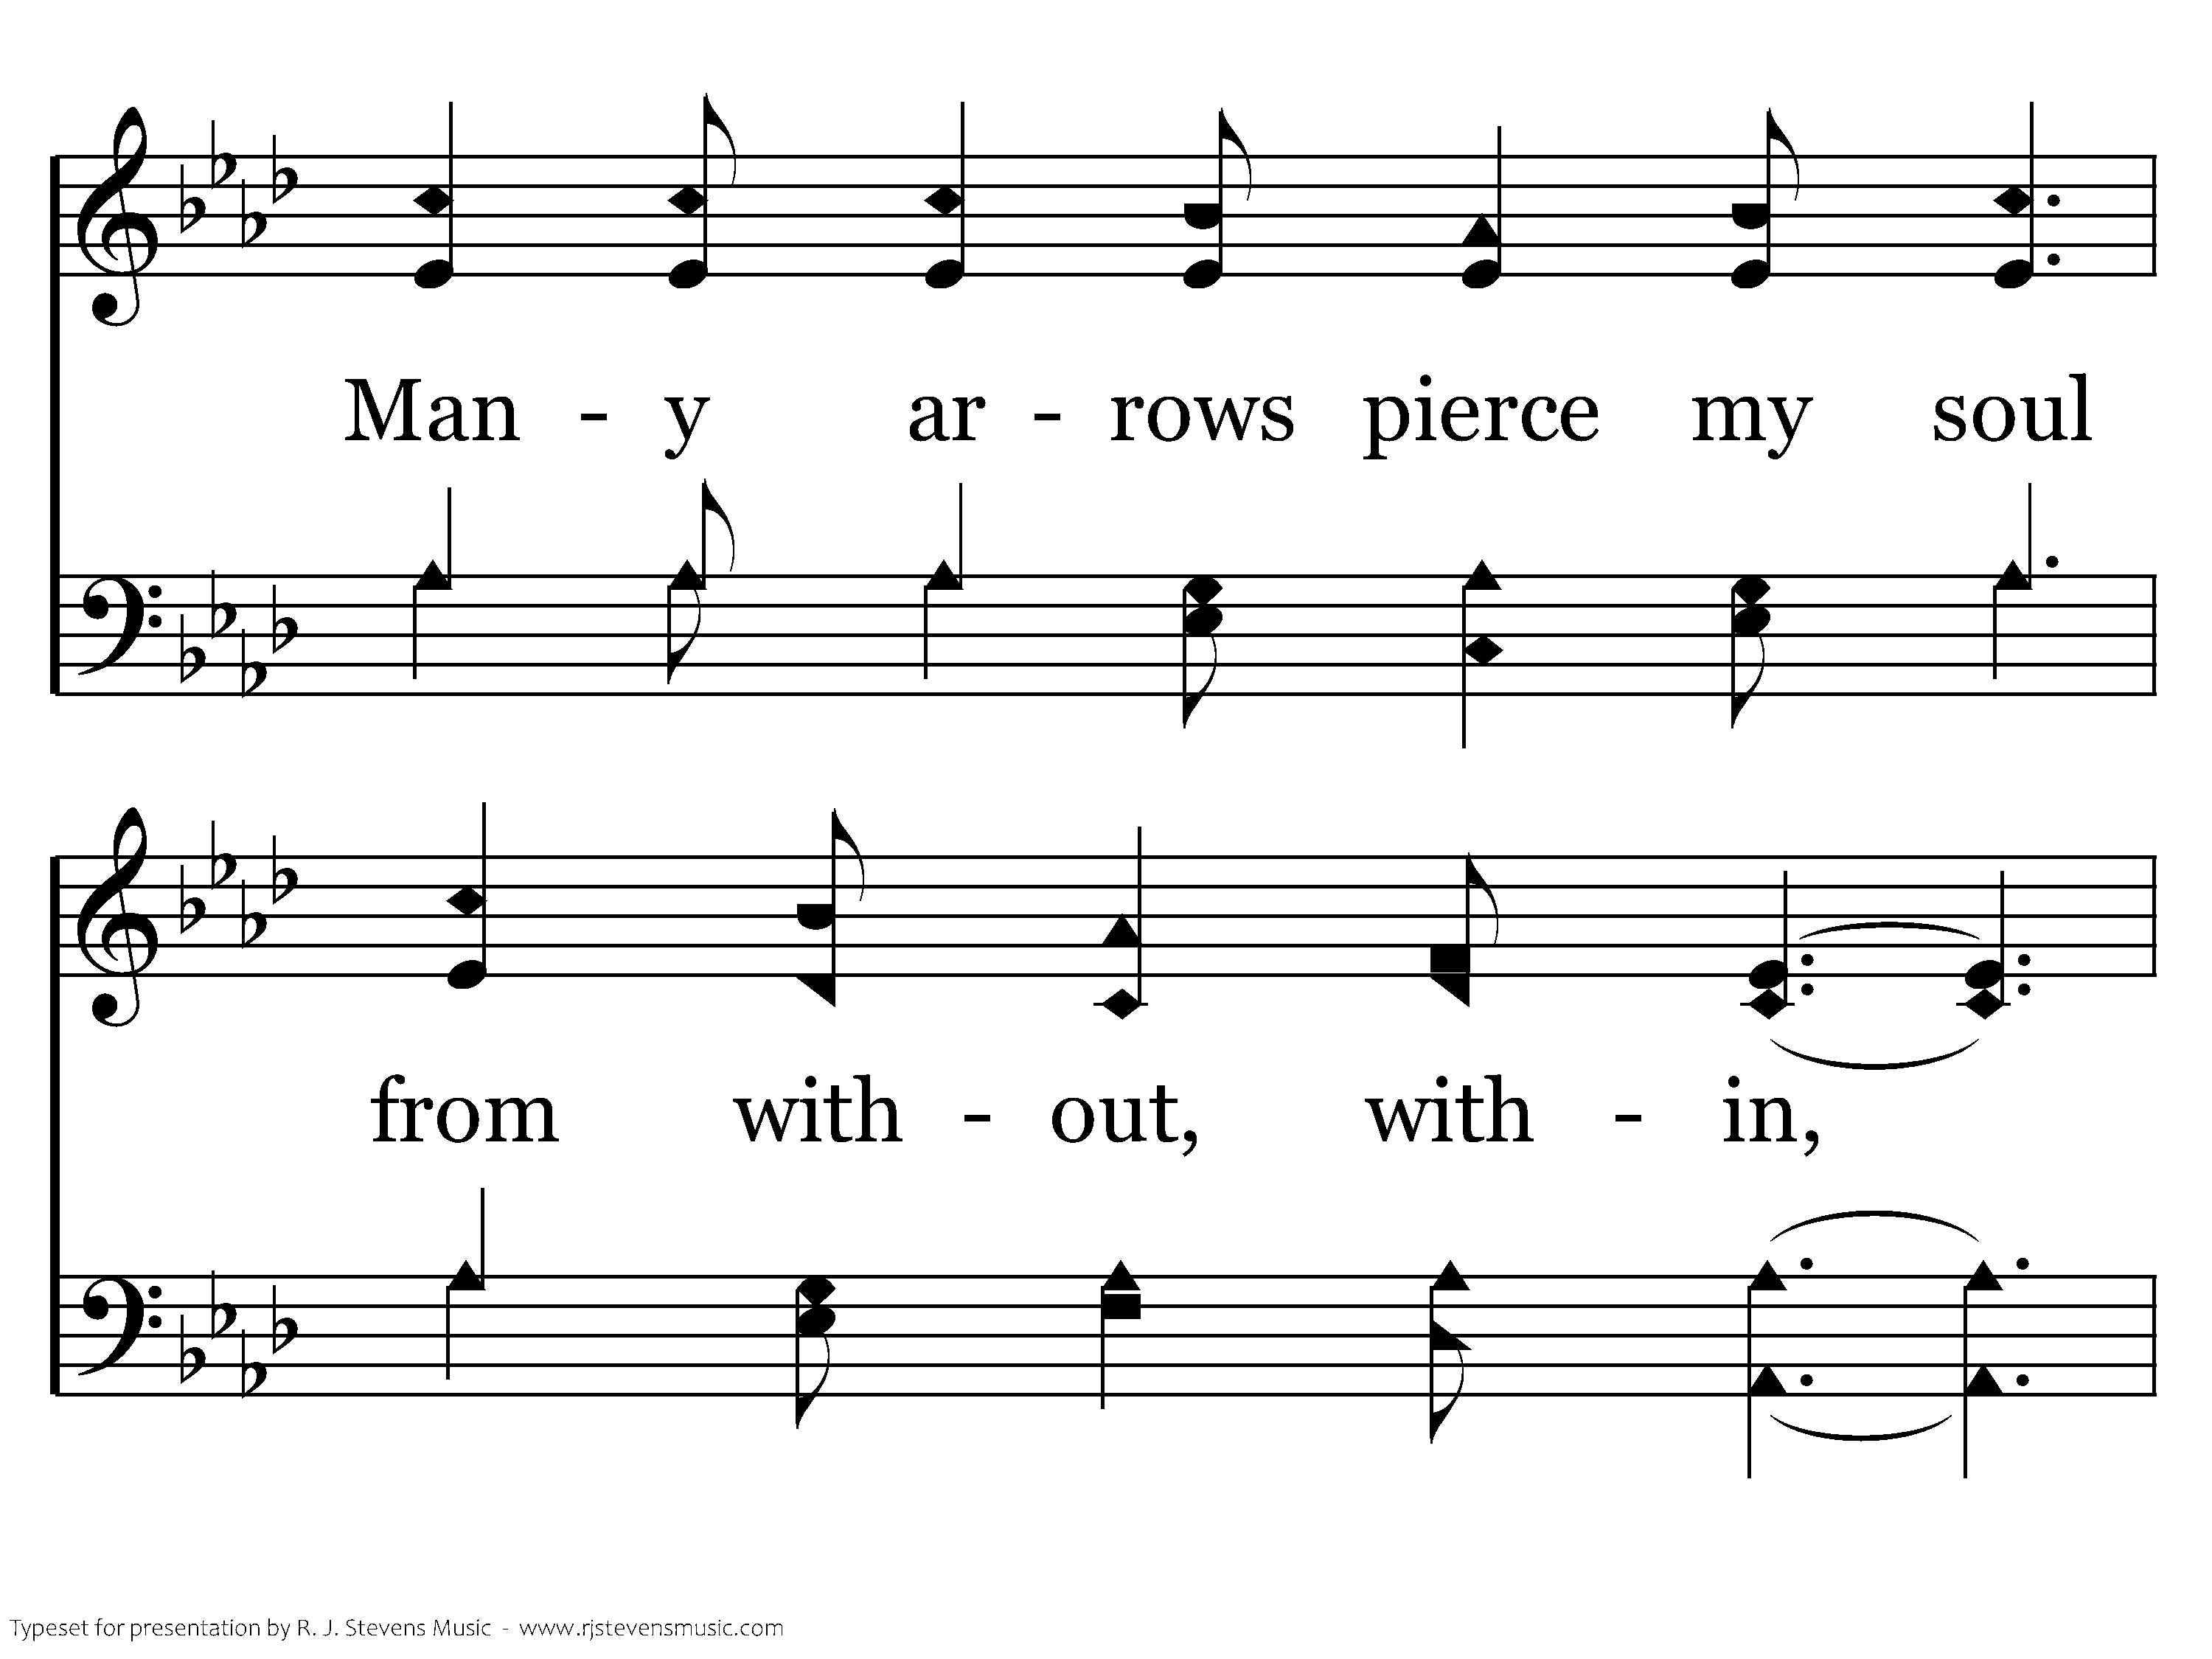 Man - y ar - rows pierce my soul
from with - out, with - in,
Typeset for presentation by R. J. Stevens Music - www.rjstevensmusic.com